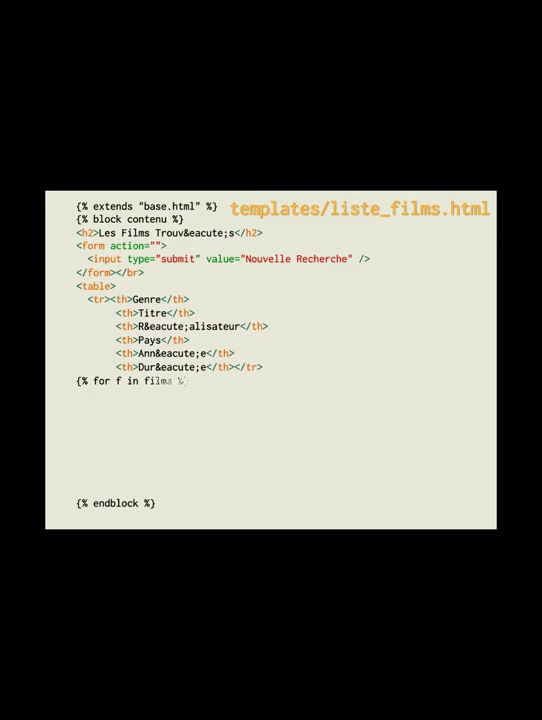 templates/liste_films.html
{% extends "base.html" %}
{% block contenu %}
<h2>Les Films Trouv&eacute;s</h2>
<form action="">
<input type="submit" value="Nouvelle Recherche" />
</form></br>
<table>
<tr><th>Genre</th>
<th>Titre</th>
<th>R&eacute;alisateur</th>
<th>Pays</th>
<th>Ann&eacute;e</th>
<th>Dur&eacute;e</th></tr>
{% for f in films %}
{% endblock %}